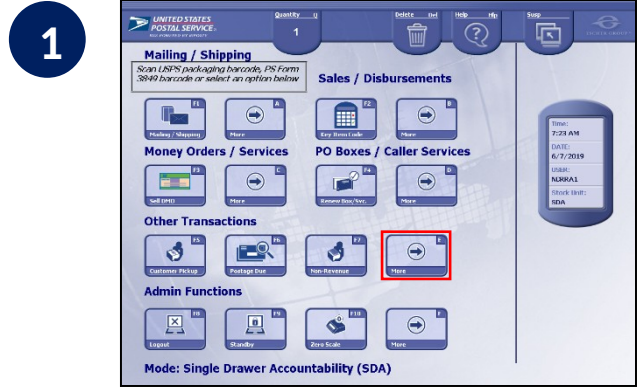 1
UNITED STATES
POSTAL SERVICE
Quantity U
1
Delete Del
Help Hlp
Susp
Mailing / Shipping
Scan USPS packaging barcode, PS Form
3849 barcode or select an option below
Sales / Disbursements
F1
Mailing / Shipping
A
More
F2
Key Item Code
B
More
Money Orders / Services
PO Boxes / Caller Services
F3
Sell DMO
C
More
F4
Renew Box/Svc.
D
More
Other Transactions
F5
Customer Pickup
F6
Postage Due
F7
Non-Revenue
E
More
Admin Functions
F8
Logout
F9
Standby
F10
Zero Scale
F
More
Mode: Single Drawer Accountability (SDA)
Time:
7:23 AM
DATE:
6/7/2019
USER:
NCRRA1
Stock Unit:
SDA